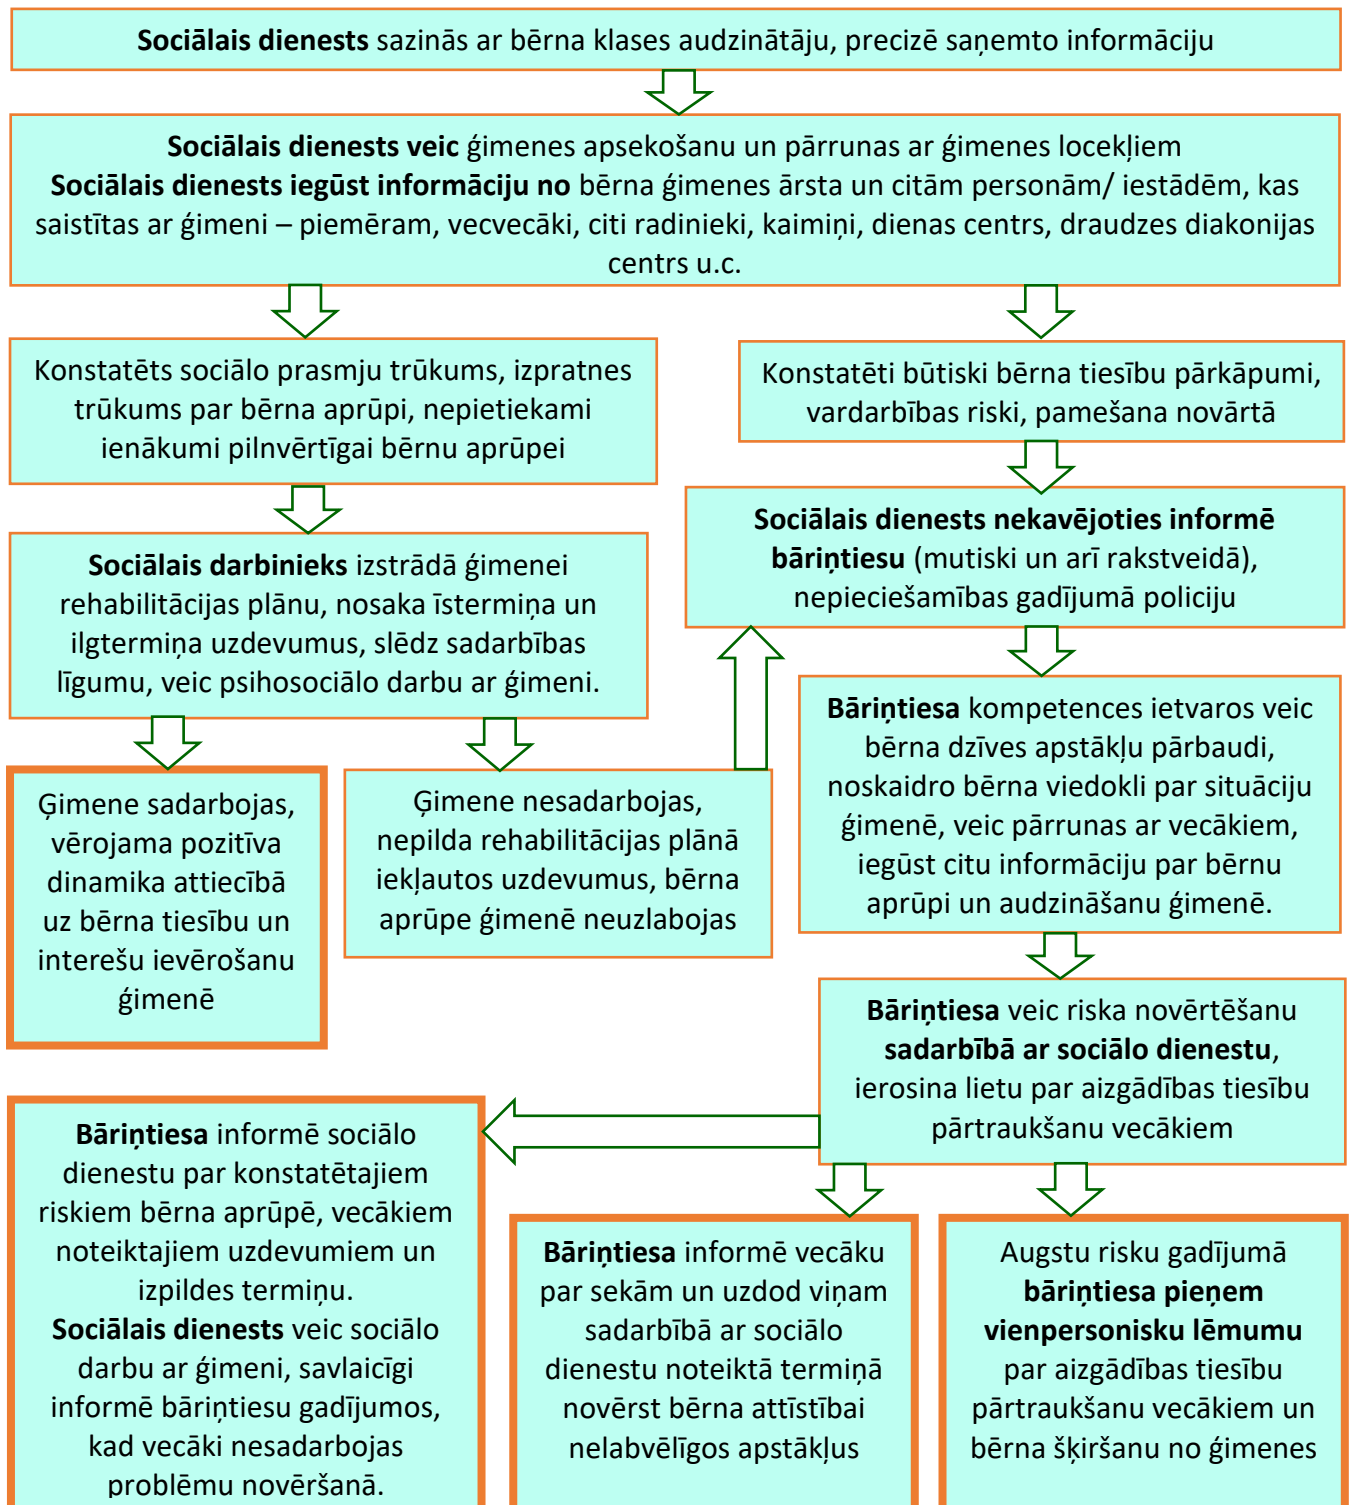 Sociālais dienests sazinās ar bērna klases audzinātāju, precizē saņemto informāciju
Sociālais dienests veic ģimenes apsekošanu un pārrunas ar ģimenes locekļiem
Sociālais dienests iegūst informāciju no bērna ģimenes ārsta un citām personām/ iestādēm, kas
saistītas ar ģimeni – piemēram, vecvecāki, citi radinieki, kaimiņi, dienas centrs, draudzes diakonijas
centrs u.c.
Konstatēts sociālo prasmju trūkums, izpratnes
trūkums par bērna aprūpi, nepietiekami
ienākumi pilnvērtīgai bērnu aprūpei
Konstatēti būtiski bērna tiesību pārkāpumi,
vardarbības riski, pamešana novārtā
Sociālais dienests nekavējoties informē
bāriņtiesu (mutiski un arī rakstveidā),
nepieciešamības gadījumā policiju
Sociālais darbinieks izstrādā ģimenei
rehabilitācijas plānu, nosaka īstermiņa un
ilgtermiņa uzdevumus, slēdz sadarbības
līgumu, veic psihosociālo darbu ar ģimeni.
Bāriņtiesa kompetences ietvaros veic
bērna dzīves apstākļu pārbaudi,
noskaidro bērna viedokli par situāciju
ģimenē, veic pārrunas ar vecākiem,
iegūst citu informāciju par bērnu
aprūpi un audzināšanu ģimenē.
Ģimene sadarbojas,
vērojama pozitīva
dinamika attiecībā
uz bērna tiesību un
interešu ievērošanu
ģimenē
Ģimene nesadarbojas,
nepilda rehabilitācijas plānā
iekļautos uzdevumus, bērna
aprūpe ģimenē neuzlabojas
Bāriņtiesa veic riska novērtēšanu
sadarbībā ar sociālo dienestu,
ierosina lietu par aizgādības tiesību
pārtraukšanu vecākiem
Bāriņtiesa informē sociālo
dienestu par konstatētajiem
riskiem bērna aprūpē, vecākiem
noteiktajiem uzdevumiem un
izpildes termiņu.
Sociālais dienests veic sociālo
darbu ar ģimeni, savlaicīgi
informē bāriņtiesu gadījumos,
kad vecāki nesadarbojas
problēmu novēršanā.
Bāriņtiesa informē vecāku
par sekām un uzdod viņam
sadarbībā ar sociālo
dienestu noteiktā termiņā
novērst bērna attīstībai
nelabvēlīgos apstākļus
Augstu risku gadījumā
bāriņtiesa pieņem
vienpersonisku lēmumu
par aizgādības tiesību
pārtraukšanu vecākiem un
bērna šķiršanu no ģimenes